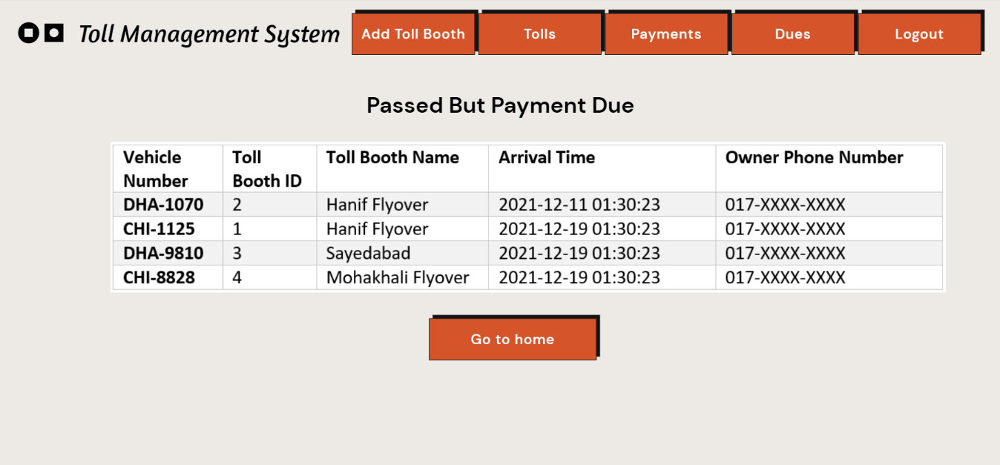 Toll Management System Add Toll Booth Tolls Payments Dues Logout
Passed But Payment Due
Vehicle Number Toll Booth ID Toll Booth Name Arrival Time Owner Phone Number
DHA-1070 2 Hanif Flyover 2021-12-11 01:30:23 017-XXXX-XXXX
CHI-1125 1 Hanif Flyover 2021-12-19 01:30:23 017-XXXX-XXXX
DHA-9810 3 Sayedabad 2021-12-19 01:30:23 017-XXXX-XXXX
CHI-8828 4 Mohakhali Flyover 2021-12-19 01:30:23 017-XXXX-XXXX
Go to home